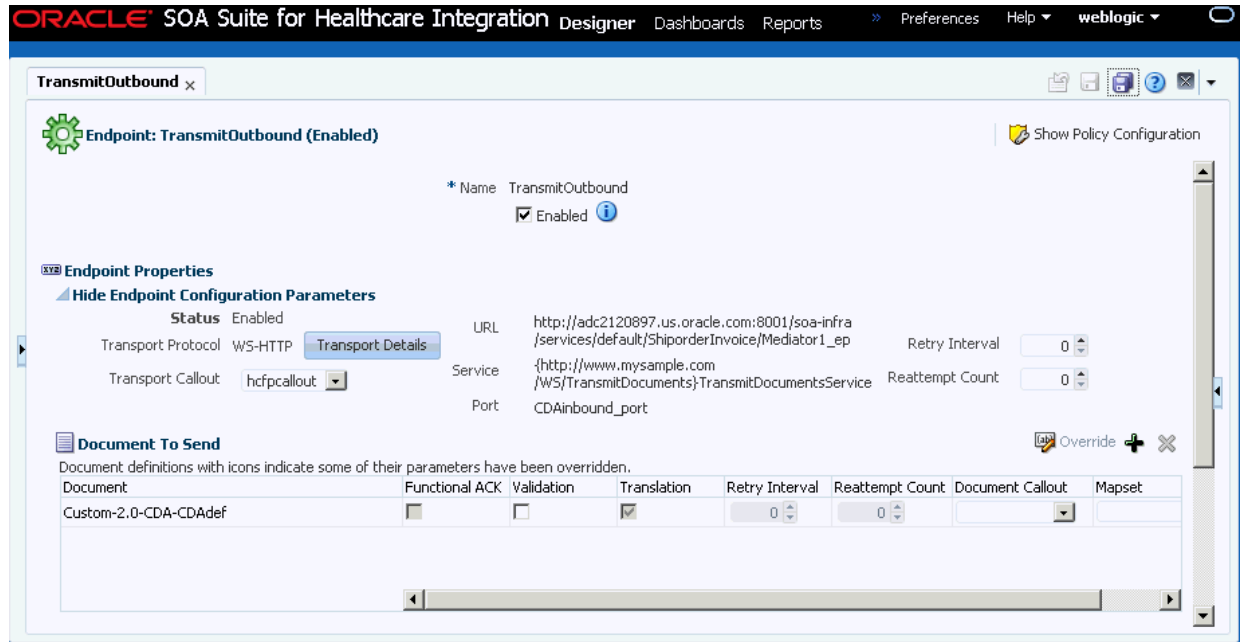 ORACLE SOA Suite for Healthcare Integration Designer Dashboards Reports » Preferences Help weblogic
TransmitOutbound x
Endpoint: TransmitOutbound (Enabled)
Show Policy Configuration
* Name TransmitOutbound
Enabled
Endpoint Properties
Hide Endpoint Configuration Parameters
Status Enabled
Transport Protocol WS-HTTP Transport Details
Transport Callout hcfpcallout
URL http://adc2120897.us.oracle.com:8001/soa-infra
/services/default/ShiporderInvoice/Mediator1_ep
Service {http://www.mysample.com
/WS/TransmitDocuments}TransmitDocumentsService
Port CDAinbound_port
Retry Interval 0
Reattempt Count 0
Document To Send
Override
Document definitions with icons indicate some of their parameters have been overridden.
Document Functional ACK Validation Translation Retry Interval Reattempt Count Document Callout Mapset
Custom-2.0-CDA-CDAdef 0 0